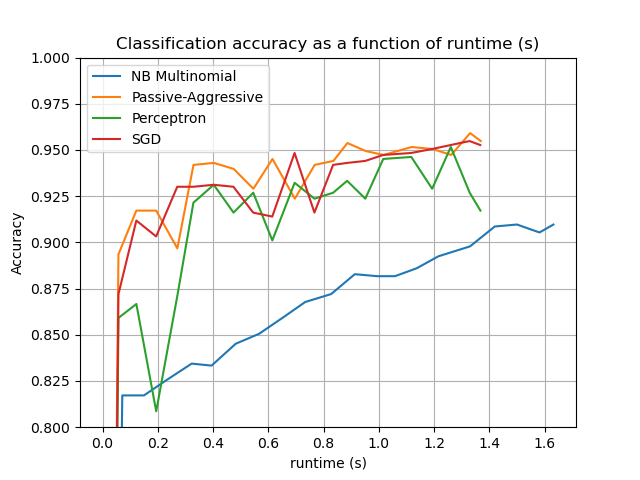 Classification accuracy as a function of runtime (s)
NB Multinomial
Passive-Aggressive
Perceptron
SGD
Accuracy
1.000
0.975
0.950
0.925
0.900
0.875
0.850
0.825
0.800
0.0 0.2 0.4 0.6 0.8 1.0 1.2 1.4 1.6
runtime (s)